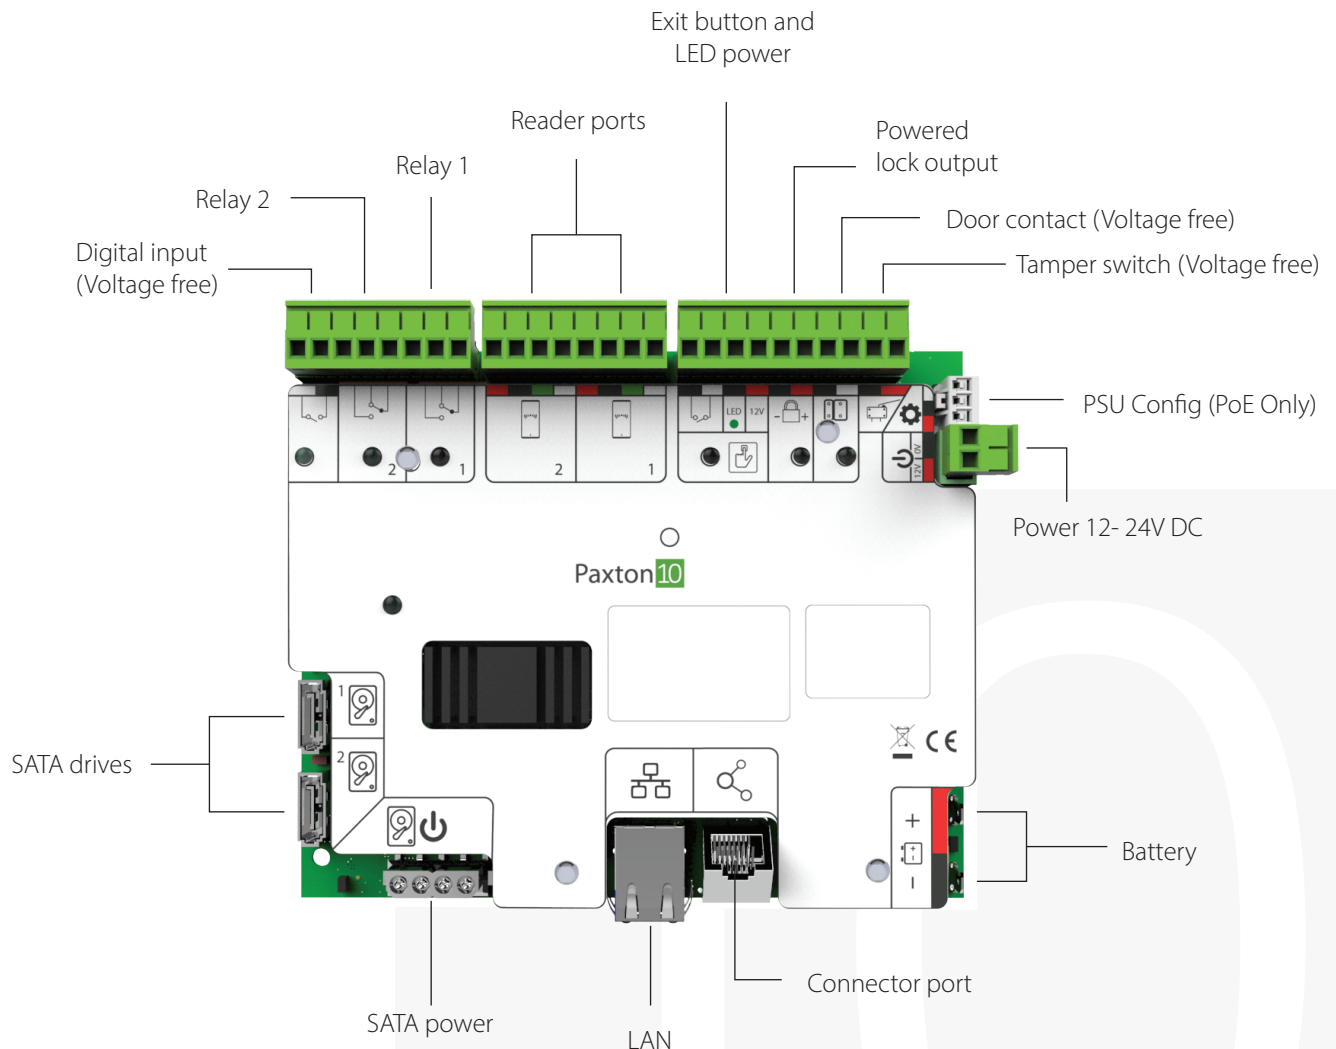 Exit button and
LED power
Reader ports
Powered
lock output
Relay 1
Relay 2
Door contact (Voltage free)
Digital input
(Voltage free)
Tamper switch (Voltage free)
PSU Config (PoE Only)
LED 12V
- +
2 1
2 1
12V 0V
Power 12- 24V DC
Paxton10
1
2
SATA drives
CE
+
+
-
−
Battery
Connector port
SATA power
LAN